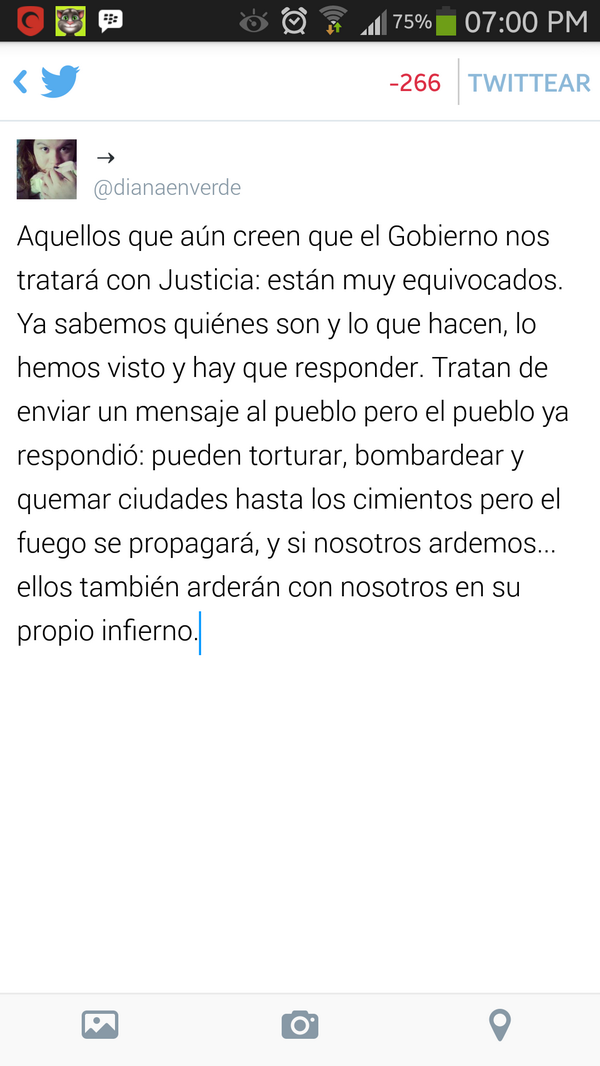 75% 07:00 PM
-266 TWITTEAR
→
@dianaenverde
Aquellos que aún creen que el Gobierno nos
tratará con Justicia: están muy equivocados.
Ya sabemos quiénes son y lo que hacen, lo
hemos visto y hay que responder. Tratan de
enviar un mensaje al pueblo pero el pueblo ya
respondió: pueden torturar, bombardear y
quemar ciudades hasta los cimientos pero el
fuego se propagará, y si nosotros ardemos...
ellos también arderán con nosotros en su
propio infierno.